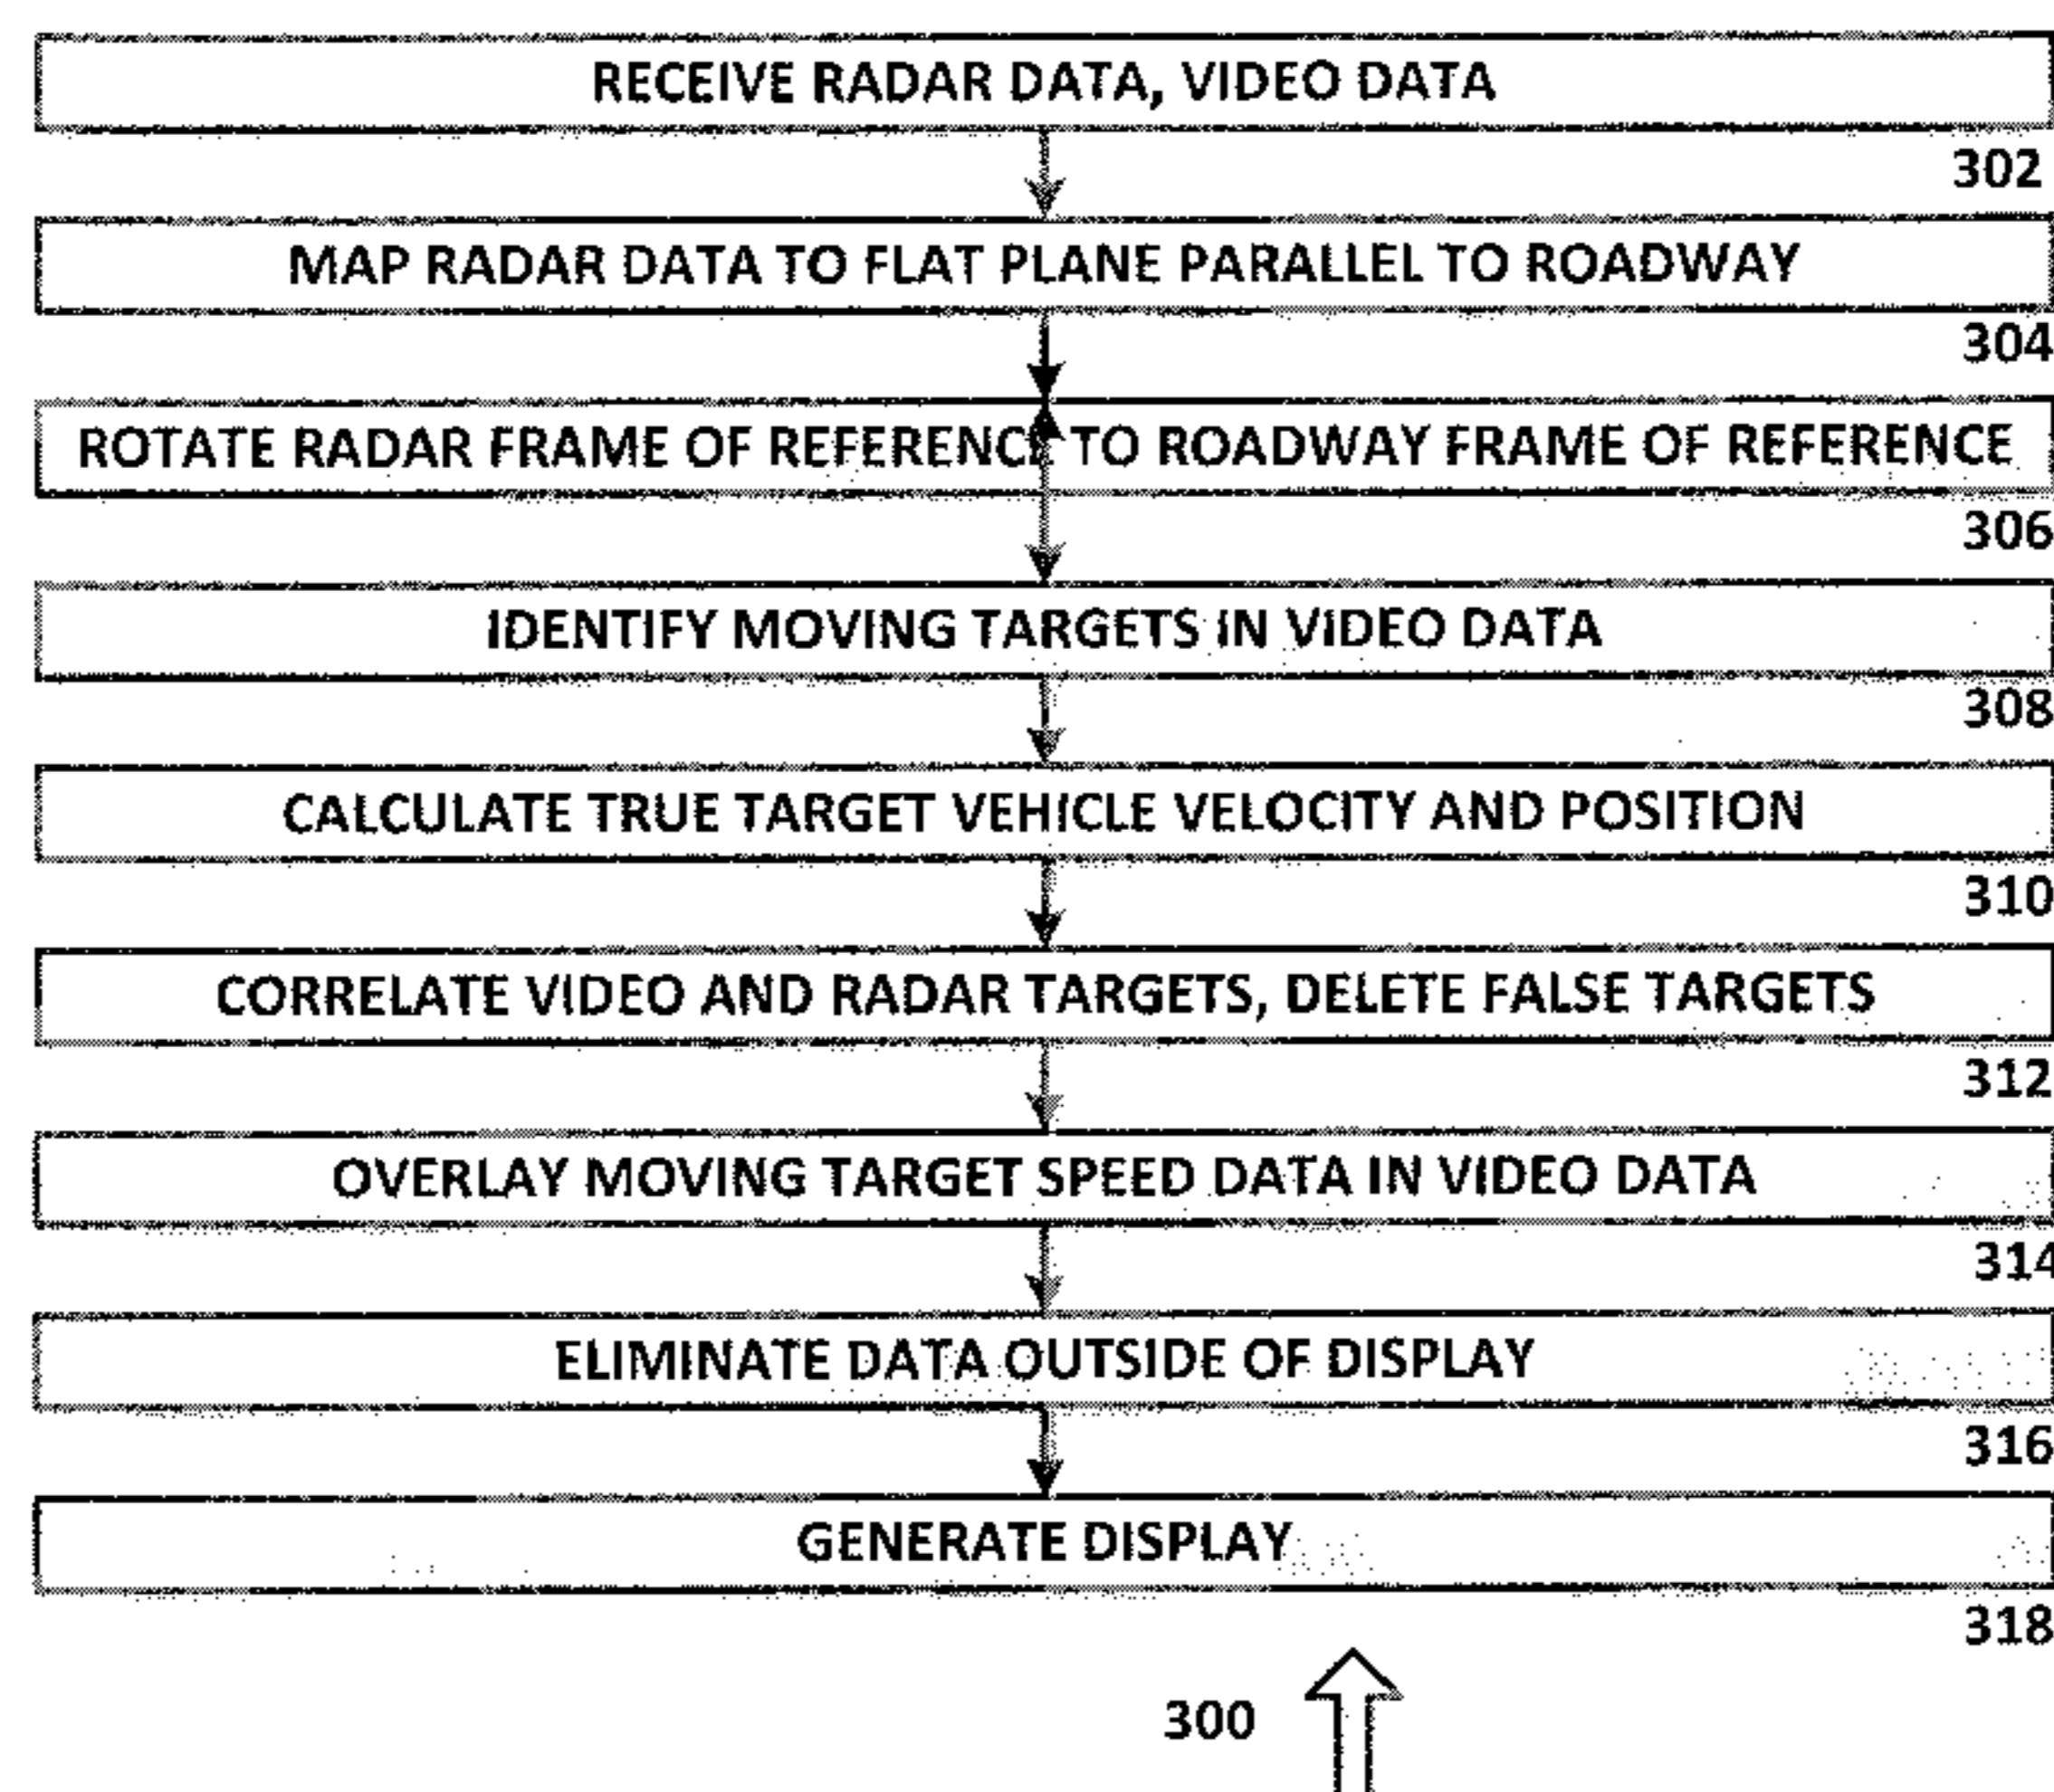 RECEIVE RADAR DATA, VIDEO DATA
302
MAP RADAR DATA TO FLAT PLANE PARALLEL TO ROADWAY
304
ROTATE RADAR FRAME OF REFERENCE TO ROADWAY FRAME OF REFERENCE
306
IDENTIFY MOVING TARGETS IN VIDEO DATA
308
CALCULATE TRUE TARGET VEHICLE VELOCITY AND POSITION
310
CORRELATE VIDEO AND RADAR TARGETS, DELETE FALSE TARGETS
312
OVERLAY MOVING TARGET SPEED DATA IN VIDEO DATA
314
ELIMINATE DATA OUTSIDE OF DISPLAY
316
GENERATE DISPLAY
318
300